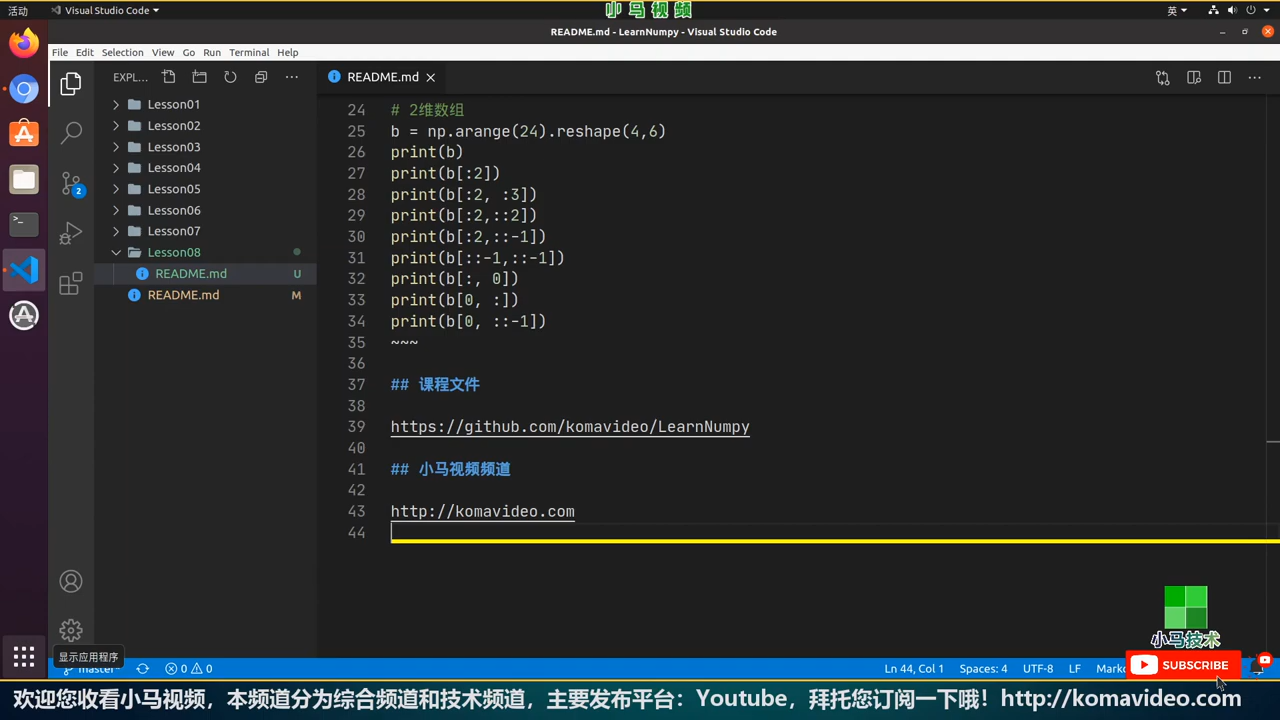 活动
Visual Studio Code
小马视频
英
README.md - LearnNumpy - Visual Studio Code
File Edit Selection View Go Run Terminal Help
EXPL...
README.md
Lesson01
Lesson02
Lesson03
Lesson04
Lesson05
Lesson06
Lesson07
Lesson08
README.md U
README.md M
2
24 # 2维数组
25 b = np.arange(24).reshape(4,6)
26 print(b)
27 print(b[:2])
28 print(b[:2, :3])
29 print(b[:2,::2])
30 print(b[:2,::-1])
31 print(b[::-1,::-1])
32 print(b[:, 0])
33 print(b[0, :])
34 print(b[0, ::-1])
35 ~~~
36
37 ## 课程文件
38
39 https://github.com/komavideo/LearnNumpy
40
41 ## 小马视频频道
42
43 http://komavideo.com
44
小马技术
SUBSCRIBE
显示应用程序
master*
0 0
Ln 44, Col 1 Spaces: 4 UTF-8 LF
欢迎您收看小马视频，本频道分为综合频道和技术频道，主要发布平台：Youtube，拜托您订阅一下哦！http://komavideo.com